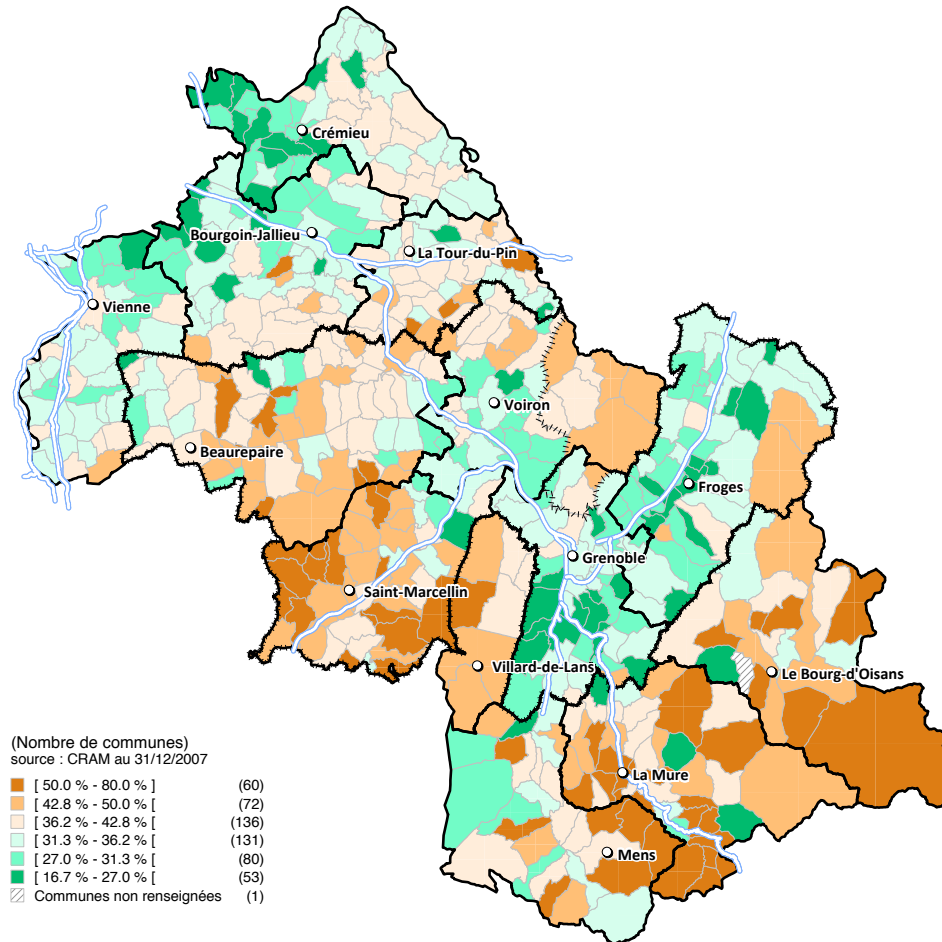 Crémieu
Bourgoin-Jallieu
La Tour-du-Pin
Vienne
Voiron
Beaurepaire
Froges
Grenoble
Saint-Marcellin
Villard-de-Lans
Le Bourg-d'Oisans
La Mure
Mens
(Nombre de communes)
source : CRAM au 31/12/2007
[ 50.0 % - 80.0 % ] (60)
[ 42.8 % - 50.0 % [ (72)
[ 36.2 % - 42.8 % [ (136)
[ 31.3 % - 36.2 % [ (131)
[ 27.0 % - 31.3 % [ (80)
[ 16.7 % - 27.0 % [ (53)
Communes non renseignées (1)